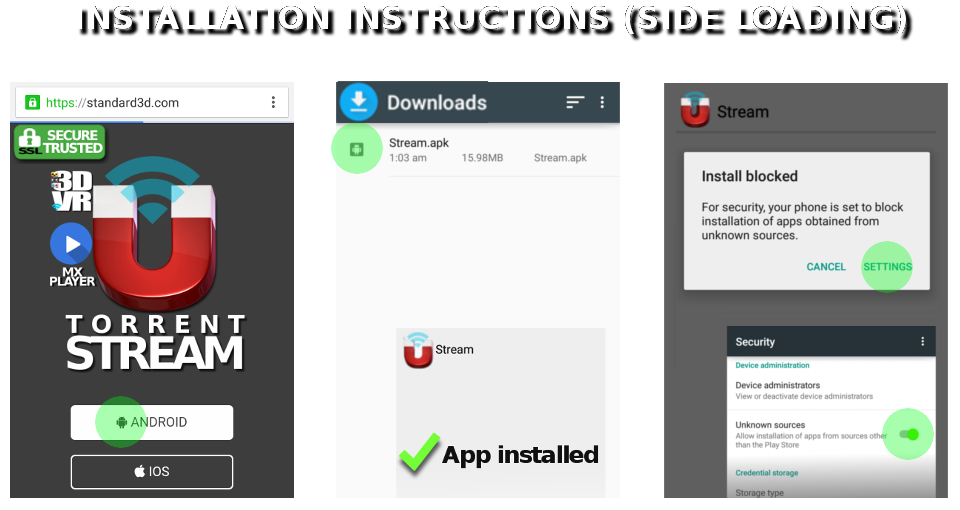 INSTALLATION INSTRUCTIONS (SIDE LOADING)
https://standard3d.com
SSL
SECURE
TRUSTED
3D
VR
MX
PLAYER
TORRENT
STREAM
ANDROID
IOS
Downloads
Stream.apk
1:03 am 15.98MB Stream.apk
Stream
App installed
Stream
Install blocked
For security, your phone is set to block
installation of apps obtained from
unknown sources.
CANCEL SETTINGS
Security
Device administration
Device administrators
View or deactivate device administrators
Unknown sources
Allow installation of apps from sources other
than the Play Store
Credential storage
Storage type